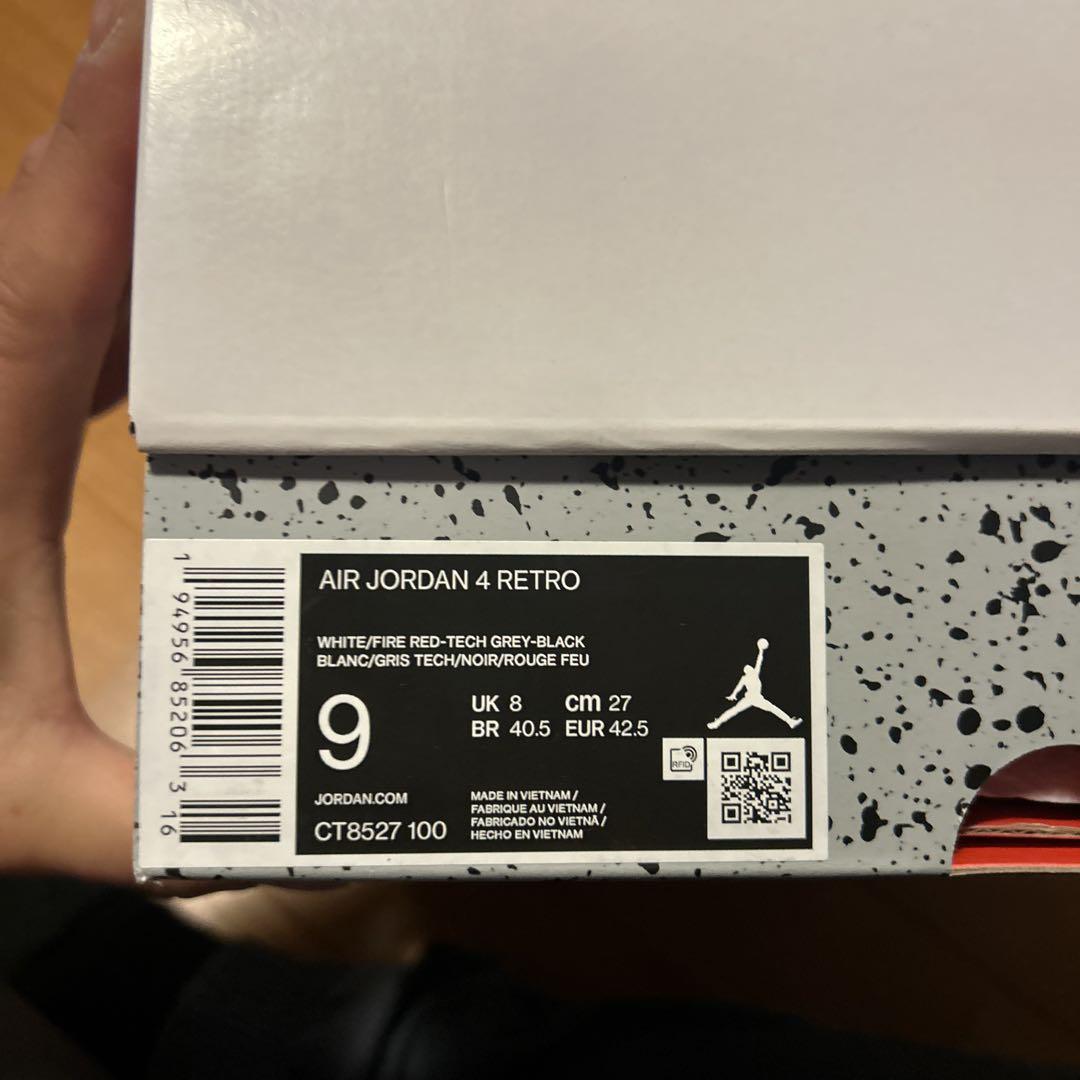 AIR JORDAN 4 RETRO
WHITE/FIRE RED-TECH GREY-BLACK
BLANC/GRIS TECH/NOIR/ROUGE FEU
9
UK 8 cm 27
BR 40.5 EUR 42.5
RFID
JORDAN.COM
CT8527 100
MADE IN VIETNAM /
FABRIQUE AU VIETNAM /
FABRICADO NO VIETNÃ /
HECHO EN VIETNAM
1 94956 85206 3 16